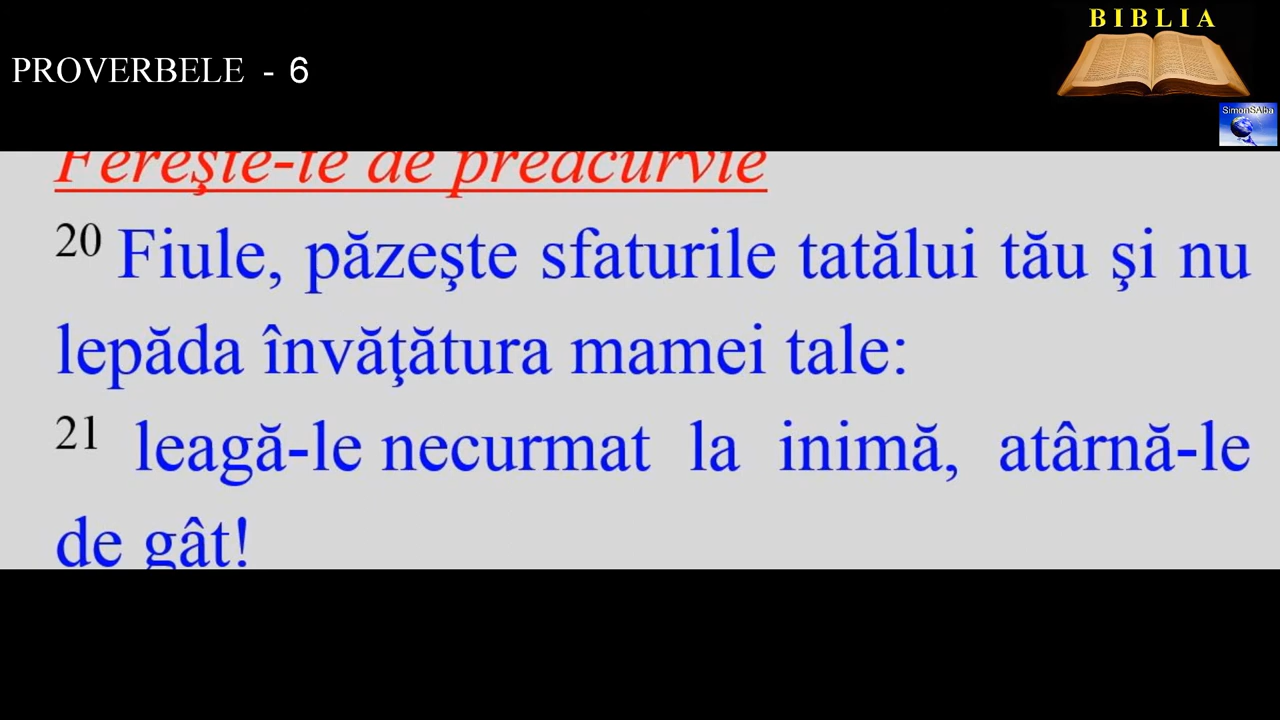 B I B L I A
PROVERBELE - 6
SimonSAlba
Fereşte-te de preacurvie
20 Fiule, păzeşte sfaturile tatălui tău şi nu
lepăda învăţătura mamei tale:
21 leagă-le necurmat la inimă, atârnă-le
de gât!